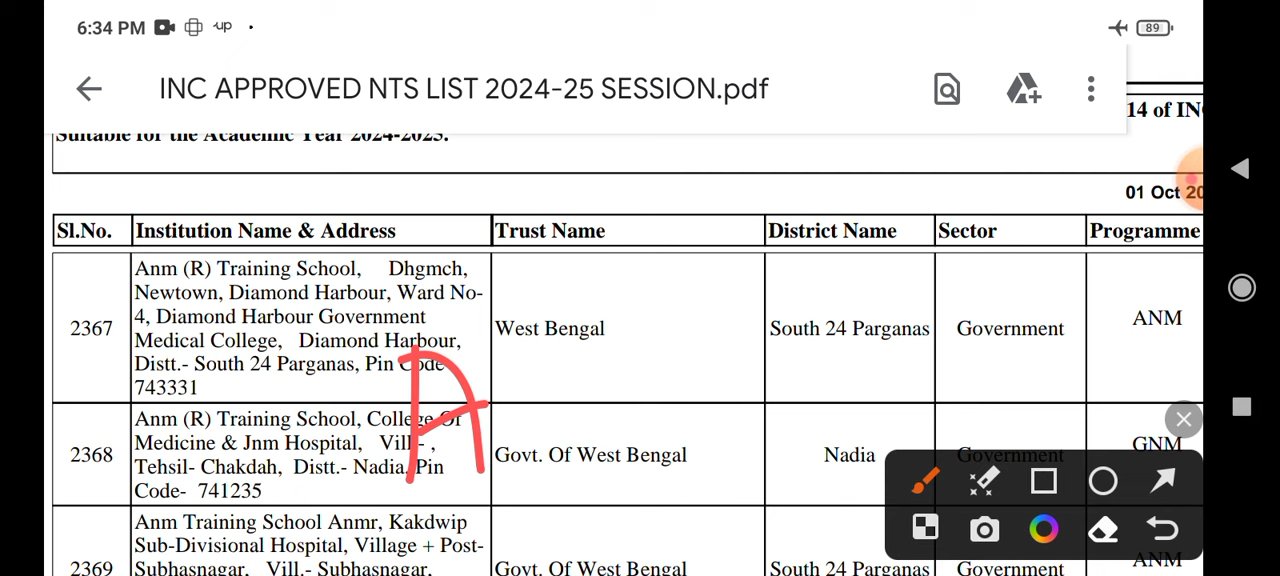 6:34 PM up 89
INC APPROVED NTS LIST 2024-25 SESSION.pdf
14 of IN
Suitable for the Academic Year 2024-2025.
01 Oct 20
Sl.No. Institution Name & Address Trust Name District Name Sector Programme
2367 Anm (R) Training School, Dhgmch,
Newtown, Diamond Harbour, Ward No-
4, Diamond Harbour Government
Medical College, Diamond Harbour,
Distt.- South 24 Parganas, Pin Code
743331
West Bengal South 24 Parganas Government ANM
2368 Anm (R) Training School, College Of
Medicine & Jnm Hospital, Vill.- ,
Tehsil- Chakdah, Distt.- Nadia, Pin
Code- 741235
Govt. Of West Bengal Nadia Government GNM
A
2369 Anm Training School Anmr, Kakdwip
Sub-Divisional Hospital, Village + Post-
Subhasnagar, Vill.- Subhasnagar,
Govt. Of West Bengal South 24 Parganas Government ANM